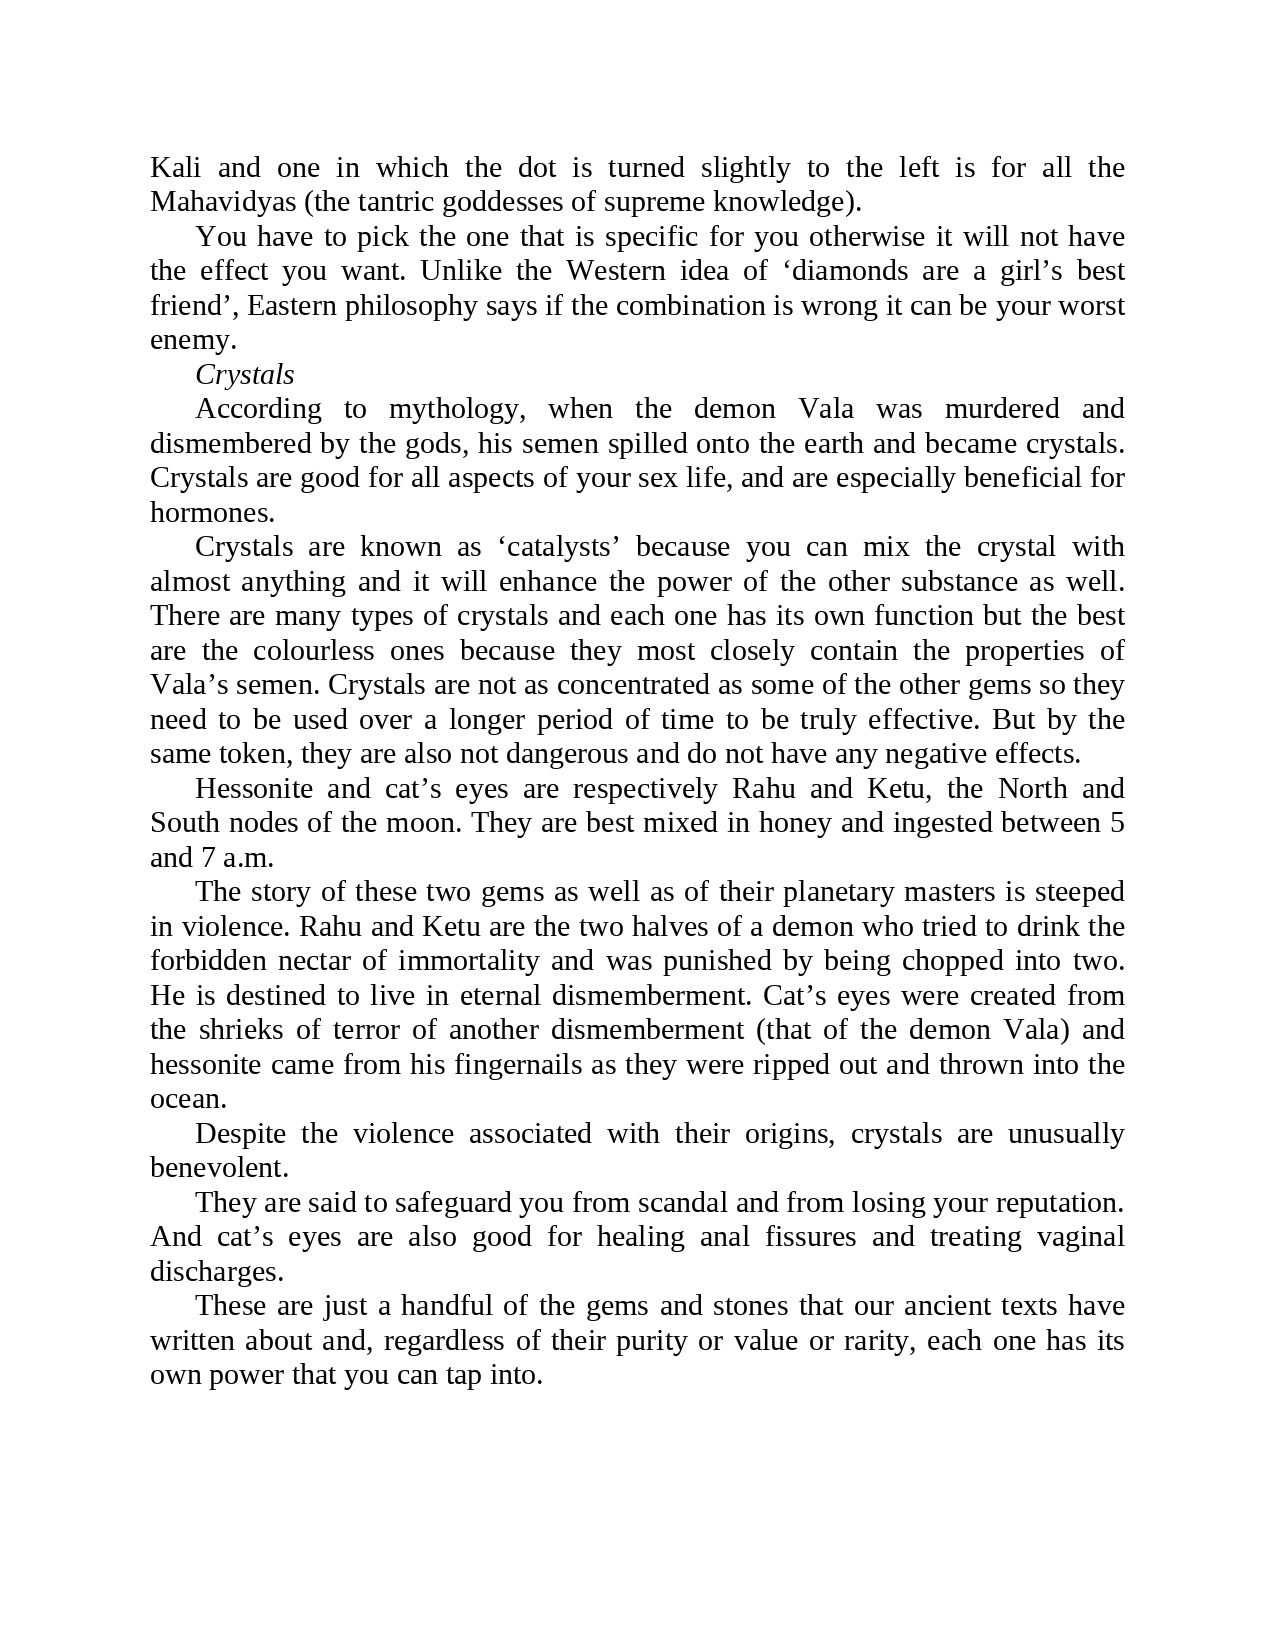 Kali and one in which the dot is turned slightly to the left is for all the
Mahavidyas (the tantric goddesses of supreme knowledge).
You have to pick the one that is specific for you otherwise it will not have
the effect you want. Unlike the Western idea of ‘diamonds are a girl’s best
friend’, Eastern philosophy says if the combination is wrong it can be your worst
enemy.
Crystals
According to mythology, when the demon Vala was murdered and
dismembered by the gods, his semen spilled onto the earth and became crystals.
Crystals are good for all aspects of your sex life, and are especially beneficial for
hormones.
Crystals are known as ‘catalysts’ because you can mix the crystal with
almost anything and it will enhance the power of the other substance as well.
There are many types of crystals and each one has its own function but the best
are the colourless ones because they most closely contain the properties of
Vala’s semen. Crystals are not as concentrated as some of the other gems so they
need to be used over a longer period of time to be truly effective. But by the
same token, they are also not dangerous and do not have any negative effects.
Hessonite and cat’s eyes are respectively Rahu and Ketu, the North and
South nodes of the moon. They are best mixed in honey and ingested between 5
and 7 a.m.
The story of these two gems as well as of their planetary masters is steeped
in violence. Rahu and Ketu are the two halves of a demon who tried to drink the
forbidden nectar of immortality and was punished by being chopped into two.
He is destined to live in eternal dismemberment. Cat’s eyes were created from
the shrieks of terror of another dismemberment (that of the demon Vala) and
hessonite came from his fingernails as they were ripped out and thrown into the
ocean.
Despite the violence associated with their origins, crystals are unusually
benevolent.
They are said to safeguard you from scandal and from losing your reputation.
And cat’s eyes are also good for healing anal fissures and treating vaginal
discharges.
These are just a handful of the gems and stones that our ancient texts have
written about and, regardless of their purity or value or rarity, each one has its
own power that you can tap into.